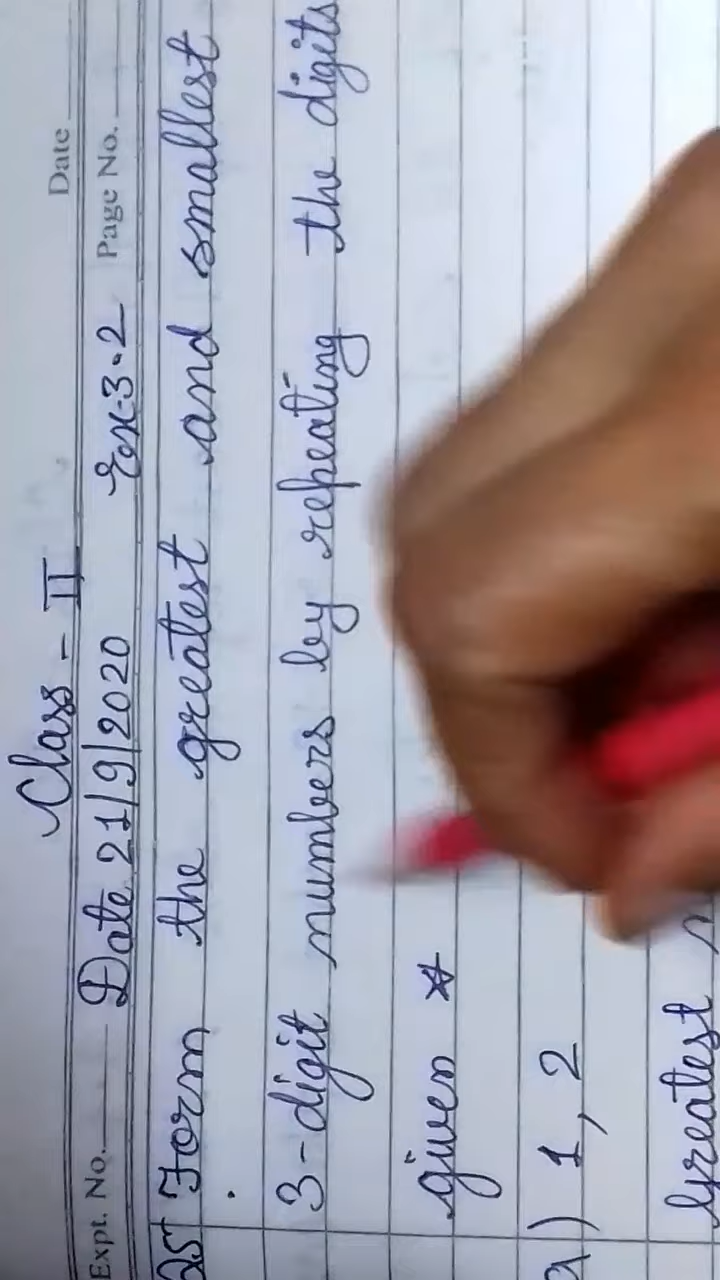 Class - II Date
Expt. No. Date 21/9/2020 Ex-3.2 Page No.
Q5 Form the greatest and smallest
3-digit numbers by repeating the digits
given
a) 1, 2
Greatest